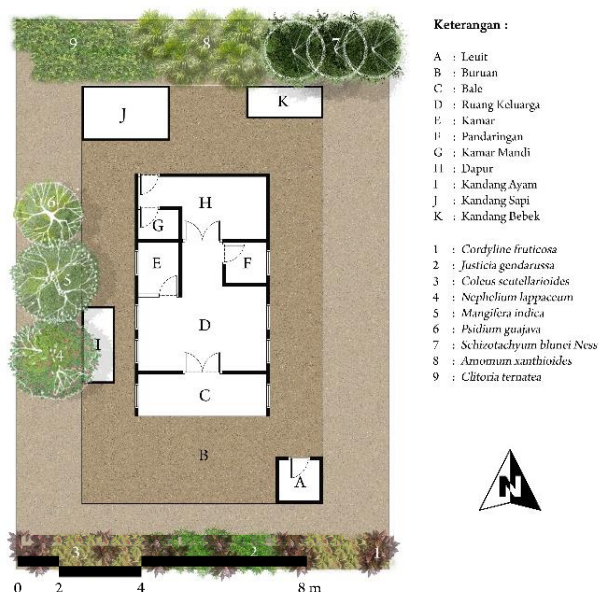 9 8 7
Keterangan :
A : Leuit
B : Buruan
C : Bale
D : Ruang Keluarga
E : Kamar
F : Pandaringan
G : Kamar Mandi
H : Dapur
I : Kandang Ayam
J : Kandang Sapi
K : Kandang Bebek
1 : Cordyline fruticosa
2 : Justicia gendarussa
3 : Coleus scutellarioides
4 : Nephelium lappaceum
5 : Mangifera indica
6 : Psidium guajava
7 : Schizotachyum blunei Ness
8 : Amomum xanthioides
9 : Clitoria ternatea
J
K
6
H
G
5
E
F
D
4
I
C
B
A
N
3 2 1
0 2 4 8 m